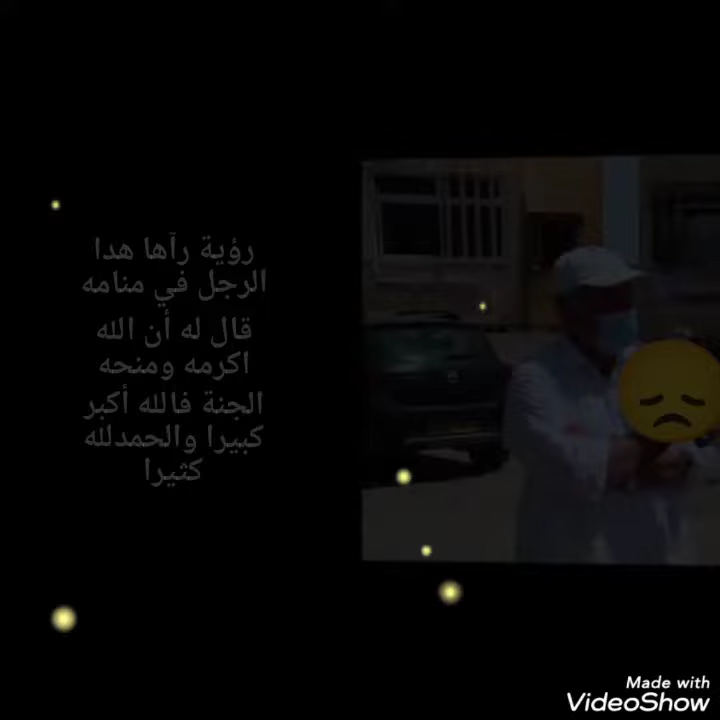 رؤية رآها هدا
الرجل في منامه
قال له أن الله
اكرمه ومنحه
الجنة فالله أكبر
كبيرا والحمدلله
كثيرا
Made with
VideoShow